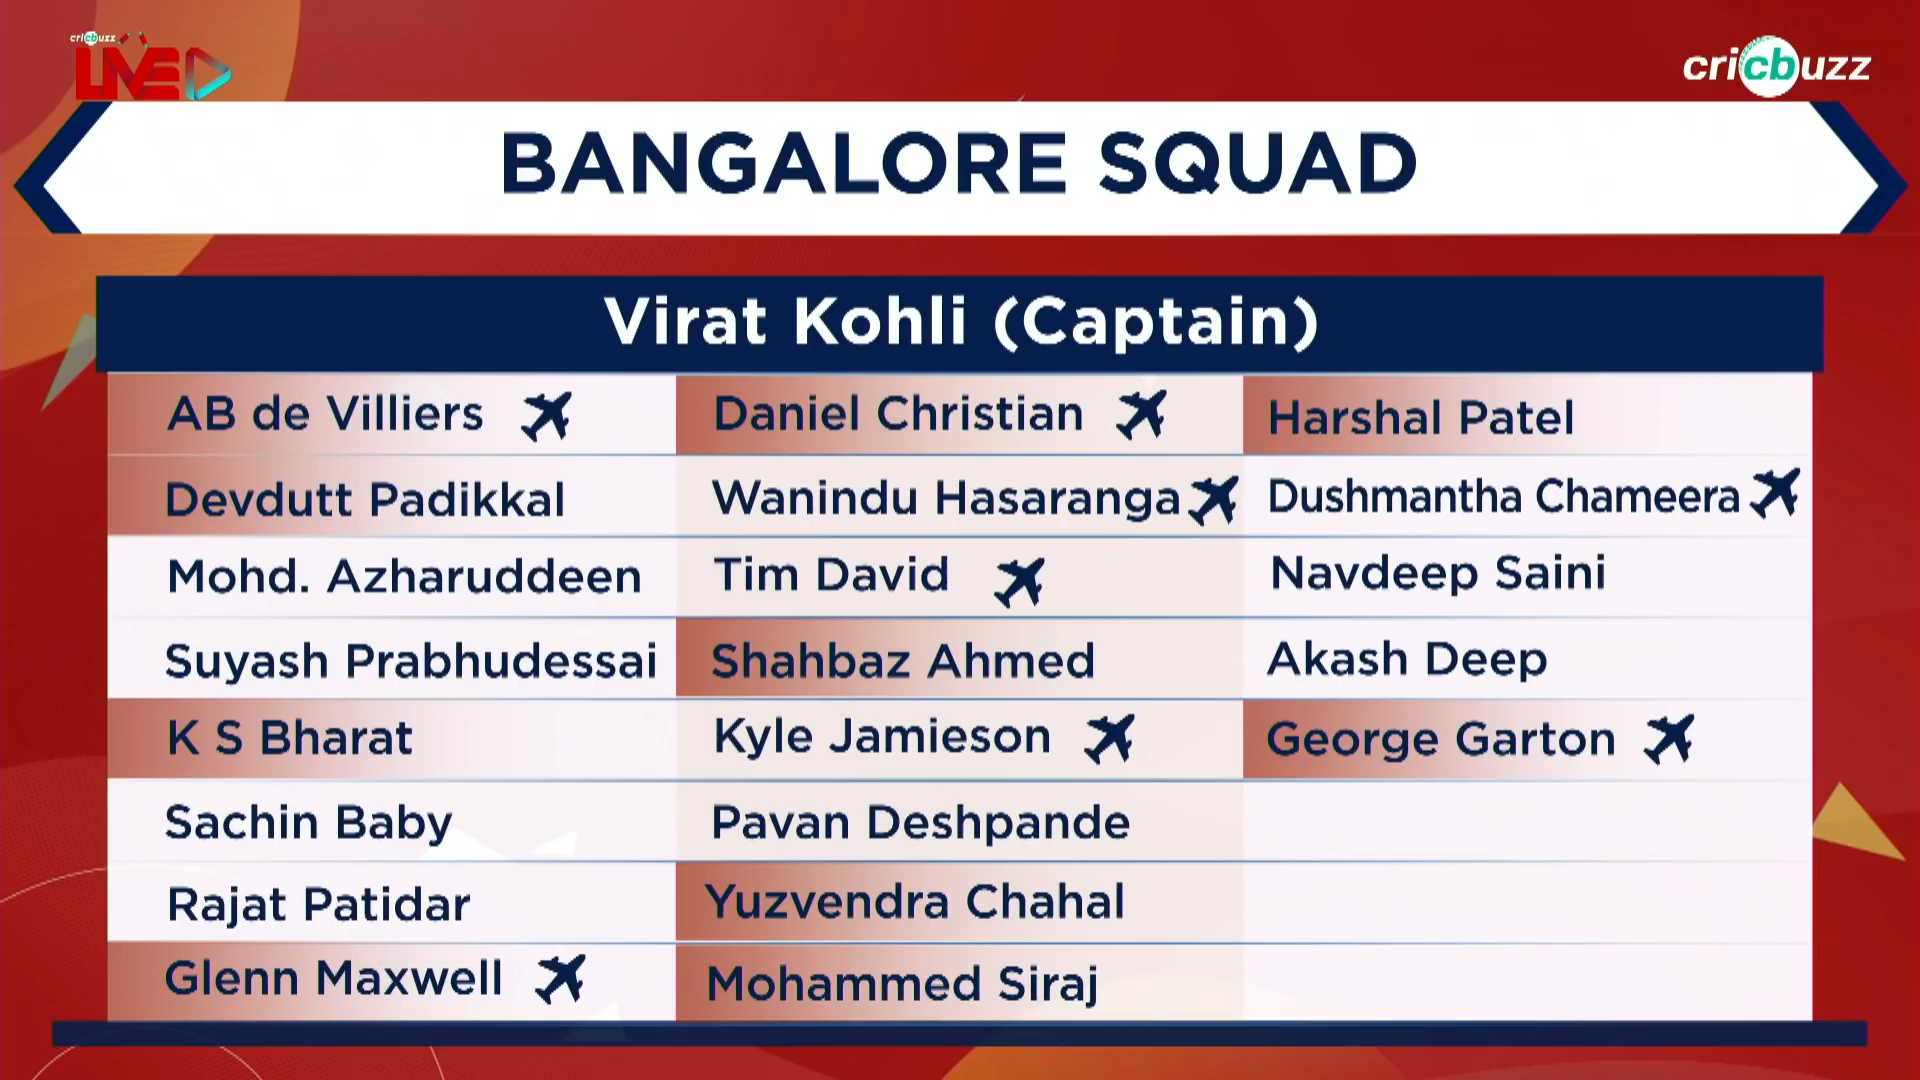 cricbuzz
LIVE
cricbuzz
BANGALORE SQUAD
Virat Kohli (Captain)
AB de Villiers
Daniel Christian
Harshal Patel
Devdutt Padikkal
Wanindu Hasaranga
Dushmantha Chameera
Mohd. Azharuddeen
Tim David
Navdeep Saini
Suyash Prabhudessai
Shahbaz Ahmed
Akash Deep
K S Bharat
Kyle Jamieson
George Garton
Sachin Baby
Pavan Deshpande
Rajat Patidar
Yuzvendra Chahal
Glenn Maxwell
Mohammed Siraj